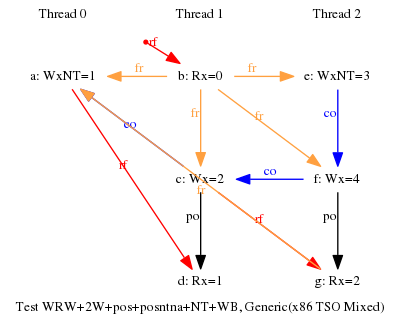 Thread 0 Thread 1 Thread 2
rf
a: WxNT=1 fr b: Rx=0 fr e: WxNT=3
fr fr co
co
rf c: Wx=2 co f: Wx=4
fr
po rf po
d: Rx=1 g: Rx=2
Test WRW+2W+pos+posntna+NT+WB, Generic(x86 TSO Mixed)